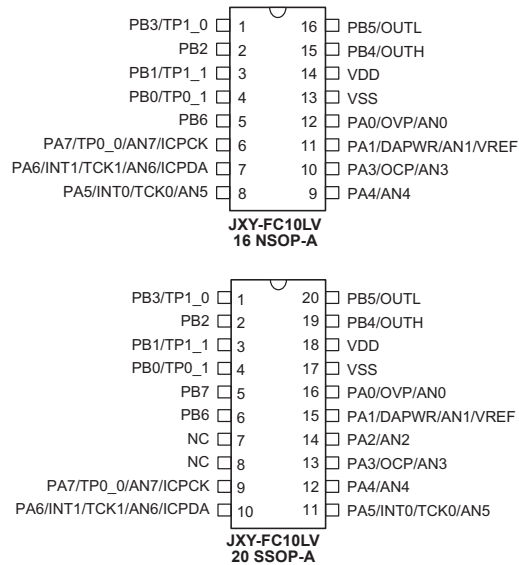 PB3/TP1_0 1 16 PB5/OUTL
PB2 2 15 PB4/OUTH
PB1/TP1_1 3 14 VDD
PB0/TP0_1 4 13 VSS
PB6 5 12 PA0/OVP/AN0
PA7/TP0_0/AN7/ICPCK 6 11 PA1/DAPWR/AN1/VREF
PA6/INT1/TCK1/AN6/ICPDA 7 10 PA3/OCP/AN3
PA5/INT0/TCK0/AN5 8 9 PA4/AN4
JXY-FC10LV
16 NSOP-A
PB3/TP1_0 1 20 PB5/OUTL
PB2 2 19 PB4/OUTH
PB1/TP1_1 3 18 VDD
PB0/TP0_1 4 17 VSS
PB7 5 16 PA0/OVP/AN0
PB6 6 15 PA1/DAPWR/AN1/VREF
NC 7 14 PA2/AN2
NC 8 13 PA3/OCP/AN3
PA7/TP0_0/AN7/ICPCK 9 12 PA4/AN4
PA6/INT1/TCK1/AN6/ICPDA 10 11 PA5/INT0/TCK0/AN5
JXY-FC10LV
20 SSOP-A